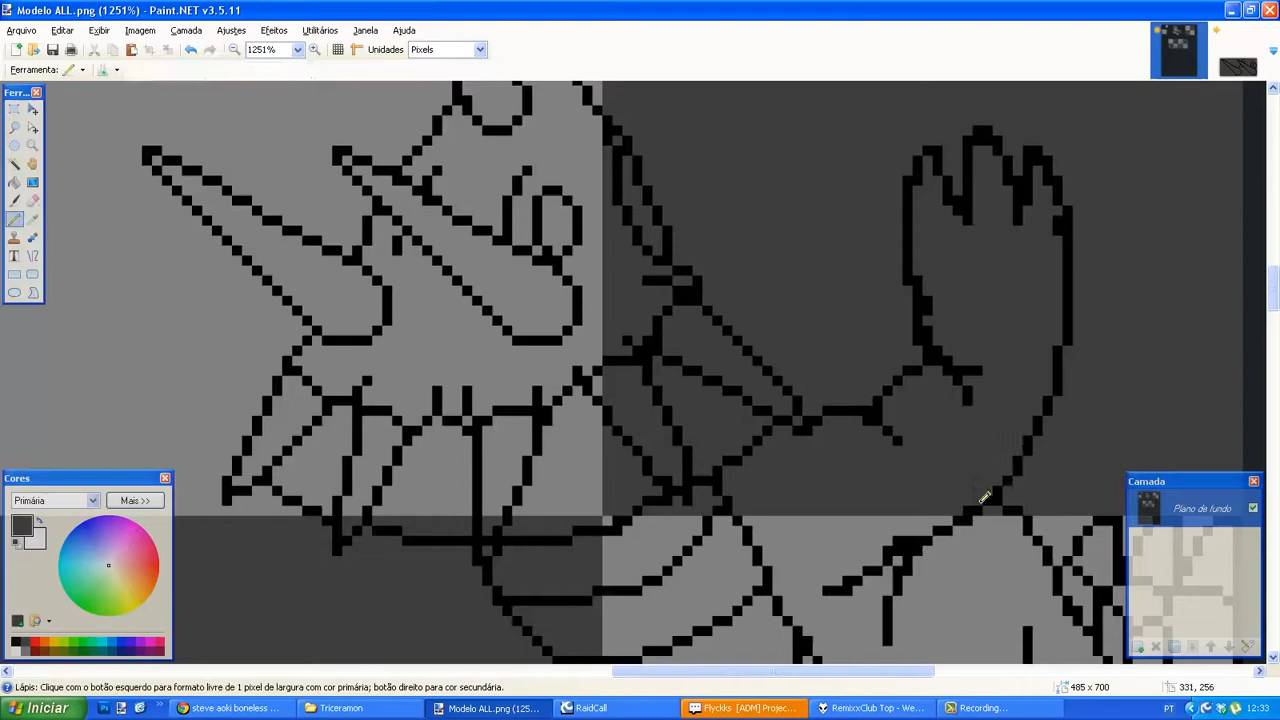 Modelo ALL.png (1251%) - Paint.NET v3.5.11
Arquivo Editar Exibir Imagem Camada Ajustes Efeitos Utilitários Janela Ajuda
1251% Unidades Pixels
Ferramenta:
Ferr...
Cores
Primária Mais >>
Camada
Plano de fundo
Lápis: Clique com o botão esquerdo para formato livre de 1 pixel de largura com cor primária; botão direito para cor secundária.
485 x 700 331, 256
Iniciar steve aoki boneless ... Triceramon Modelo ALL.png (1251... RaidCall Flyckks [ADM] Projec... RemixxClub Top - We... Recording... PT 12:33